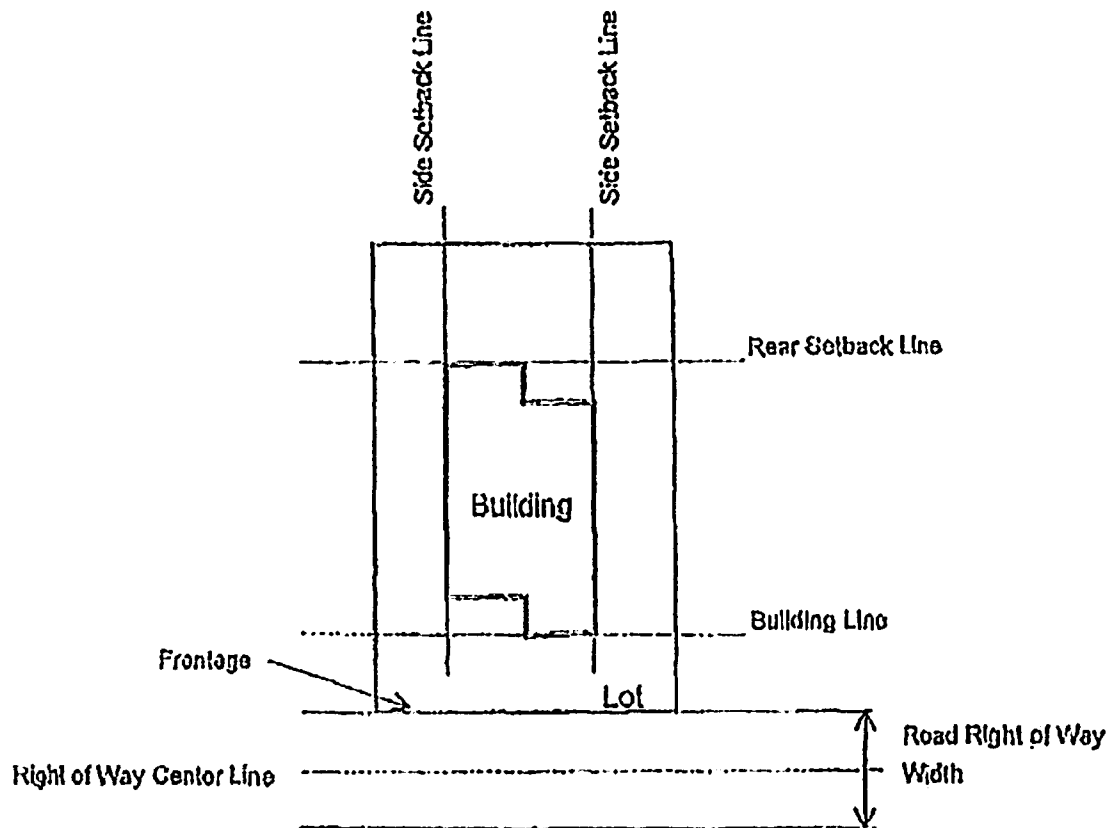 Side Setback Line
Side Setback Line
Rear Setback Line
Building
Building Line
Frontage
Lot
Road Right of Way
Width
Right of Way Center Line